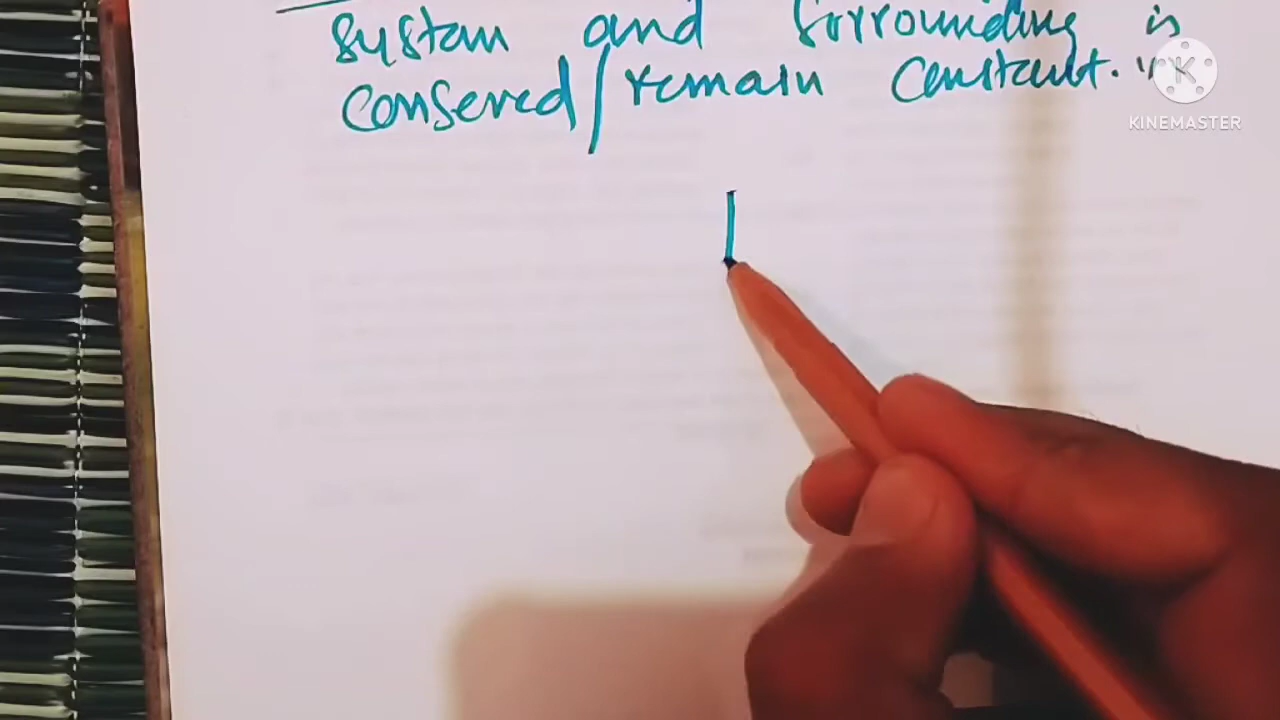 system and surrounding is
conserved/remain constant."
K
KINEMASTER